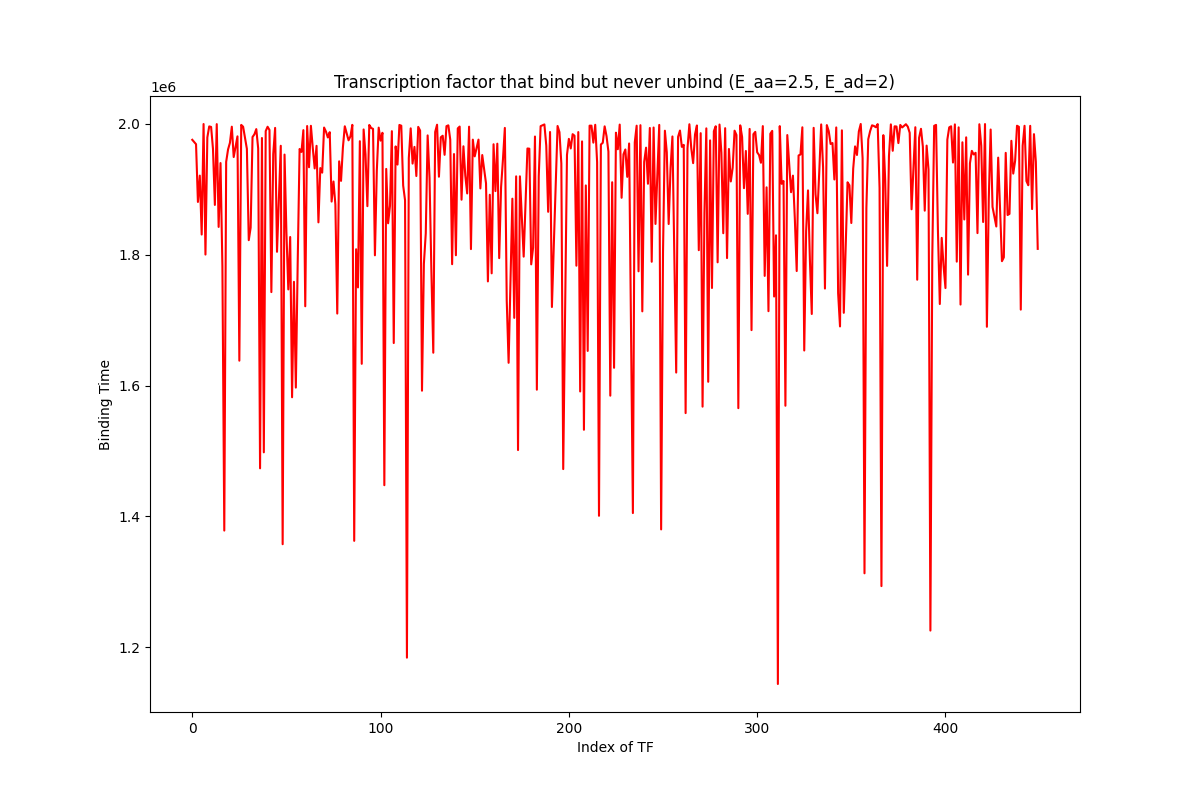 Transcription factor that bind but never unbind (E_aa=2.5, E_ad=2)
1e6
2.0
1.8
1.6
1.4
1.2
Binding Time
0 100 200 300 400
Index of TF